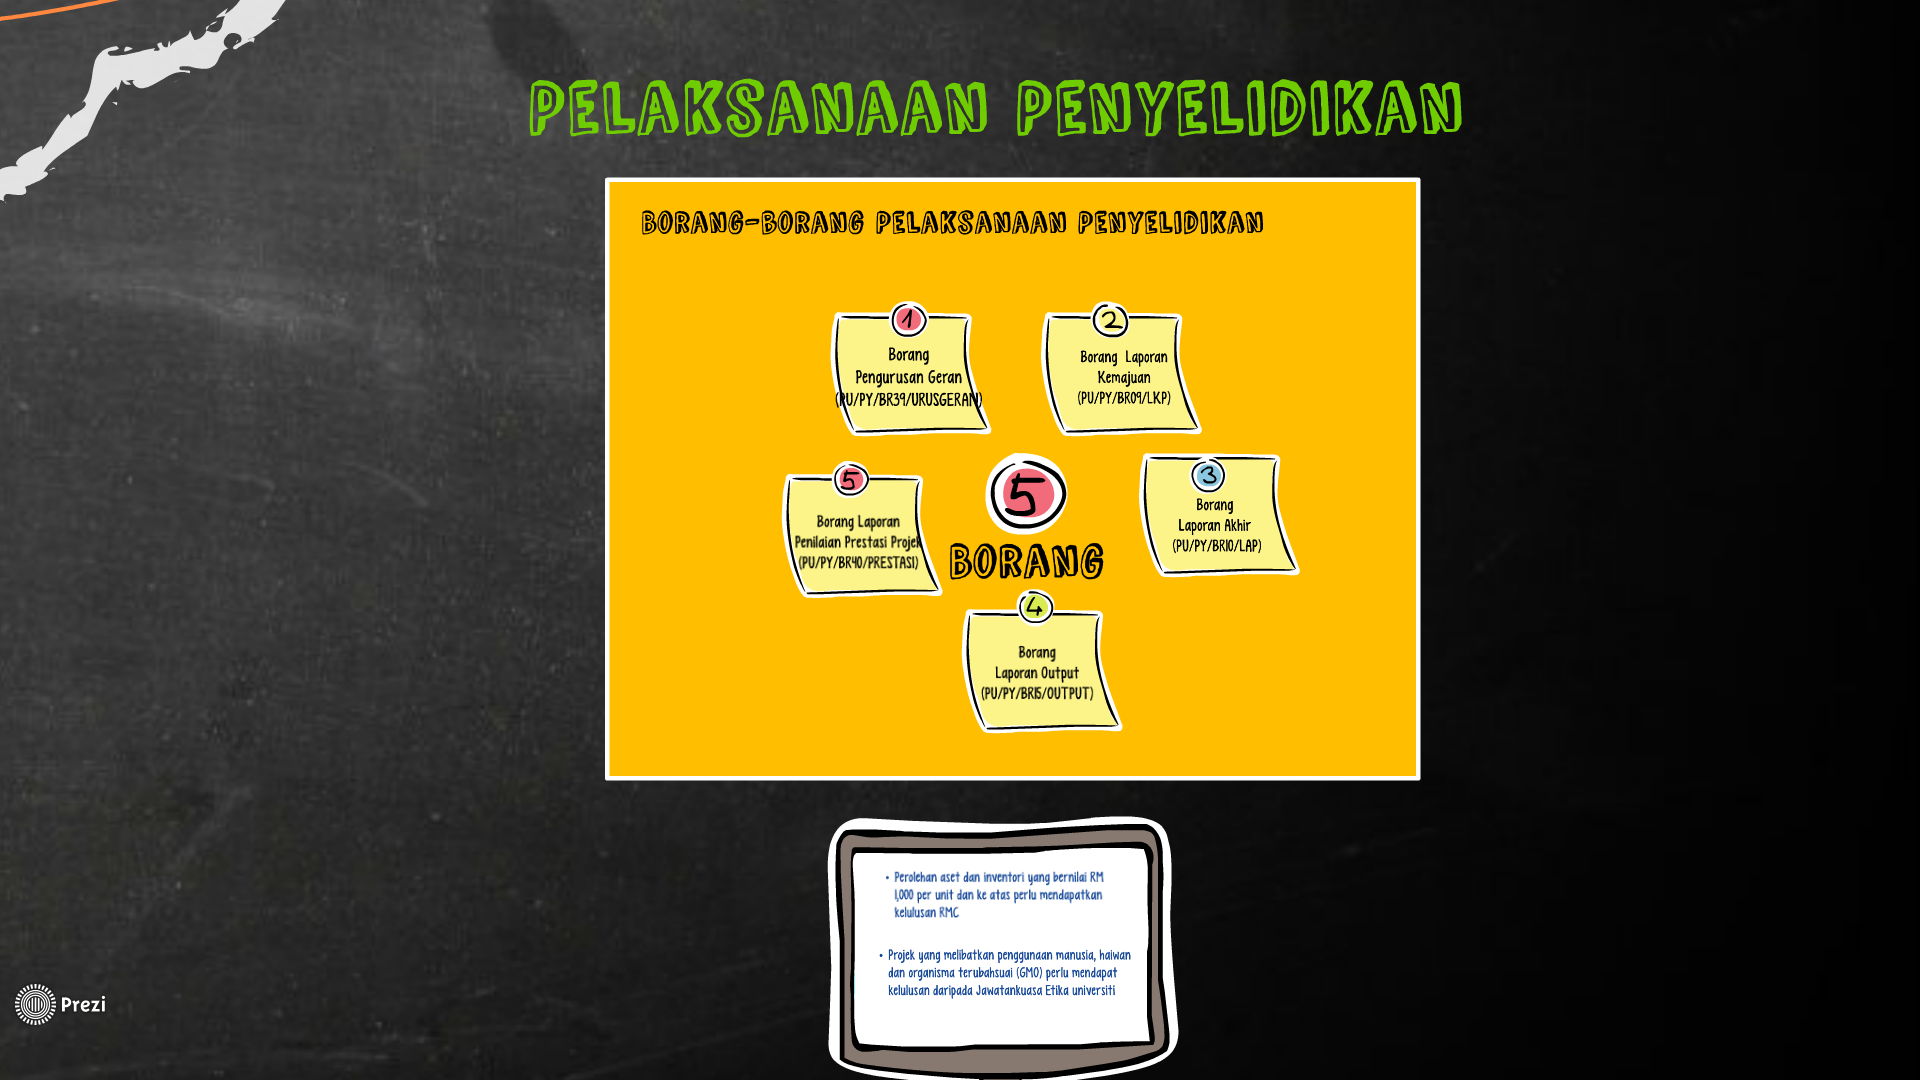 PELAKSANAAN PENYELIDIKAN
BORANG-BORANG PELAKSANAAN PENYELIDIKAN
1
Borang
Pengurusan Geran
(PU/PY/BR39/URUSGERAN)
2
Borang Laporan
Kemajuan
(PU/PY/BR09/LKP)
3
Borang
Laporan Akhir
(PU/PY/BR10/LAP)
5
BORANG
5
Borang Laporan
Penilaian Prestasi Projek
(PU/PY/BR40/PRESTASI)
4
Borang
Laporan Output
(PU/PY/BR15/OUTPUT)
• Perolehan aset dan inventori yang bernilai RM
1,000 per unit dan ke atas perlu mendapatkan
kelulusan RMC
• Projek yang melibatkan penggunaan manusia, haiwan
dan organisma terubahsuai (GMO) perlu mendapat
kelulusan daripada Jawatankuasa Etika universiti
Prezi